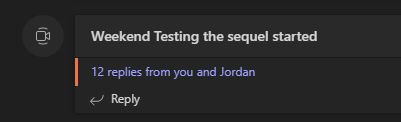 Weekend Testing the sequel started
12 replies from you and Jordan
Reply